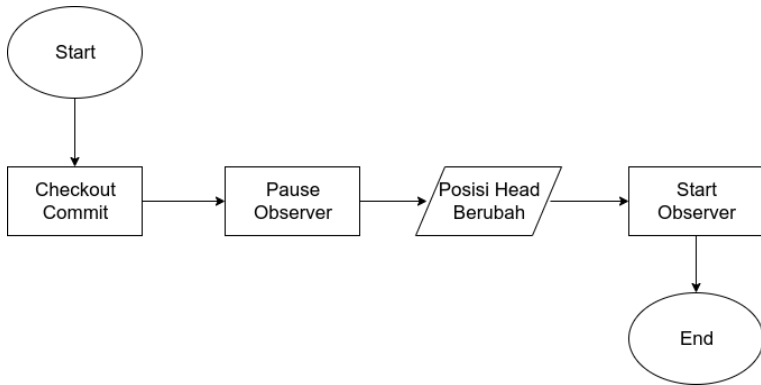 Start
Checkout
Commit
Pause
Observer
Posisi Head
Berubah
Start
Observer
End